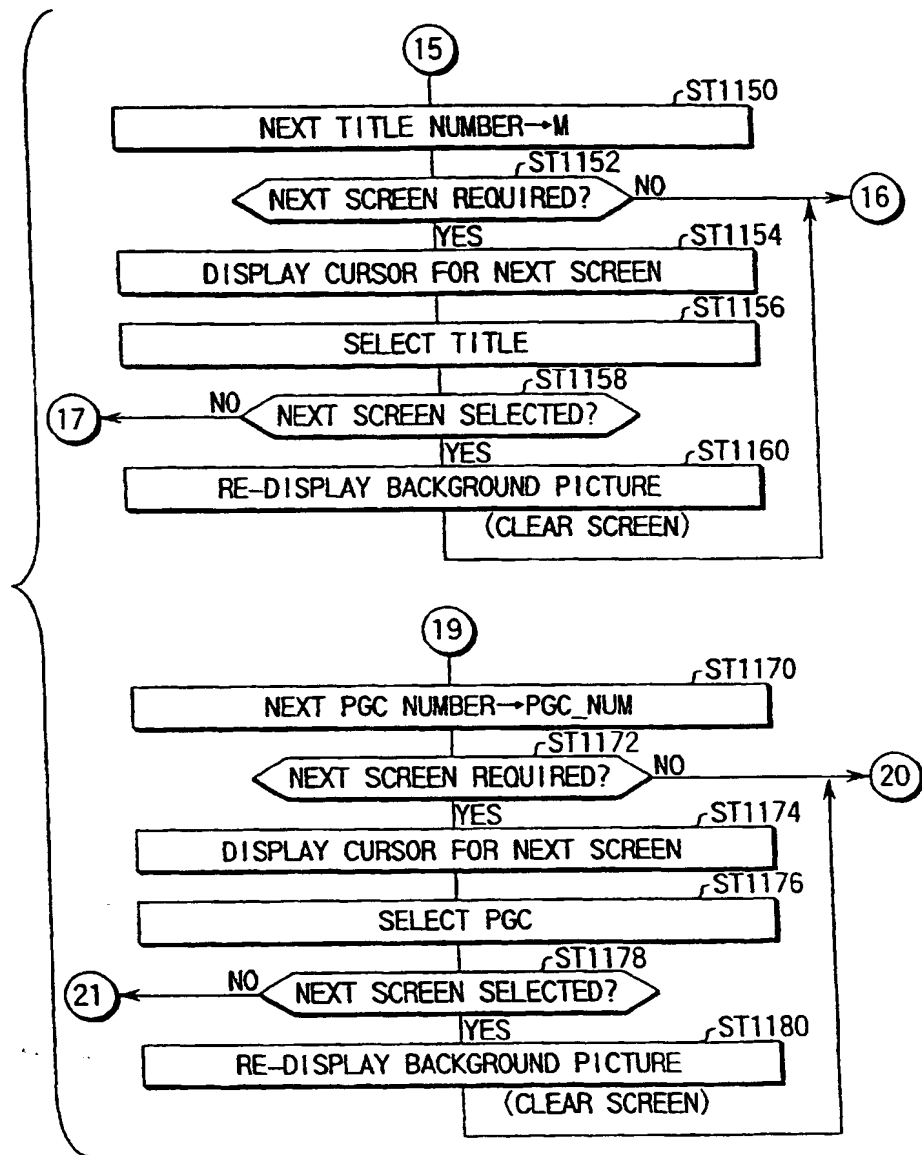 15
ST1150
NEXT TITLE NUMBER→M
ST1152
NEXT SCREEN REQUIRED?
NO
16
YES
ST1154
DISPLAY CURSOR FOR NEXT SCREEN
ST1156
SELECT TITLE
ST1158
17
NO
NEXT SCREEN SELECTED?
YES
ST1160
RE-DISPLAY BACKGROUND PICTURE
(CLEAR SCREEN)
19
ST1170
NEXT PGC NUMBER→PGC_NUM
ST1172
NEXT SCREEN REQUIRED?
NO
20
YES
ST1174
DISPLAY CURSOR FOR NEXT SCREEN
ST1176
SELECT PGC
ST1178
21
NO
NEXT SCREEN SELECTED?
YES
ST1180
RE-DISPLAY BACKGROUND PICTURE
(CLEAR SCREEN)